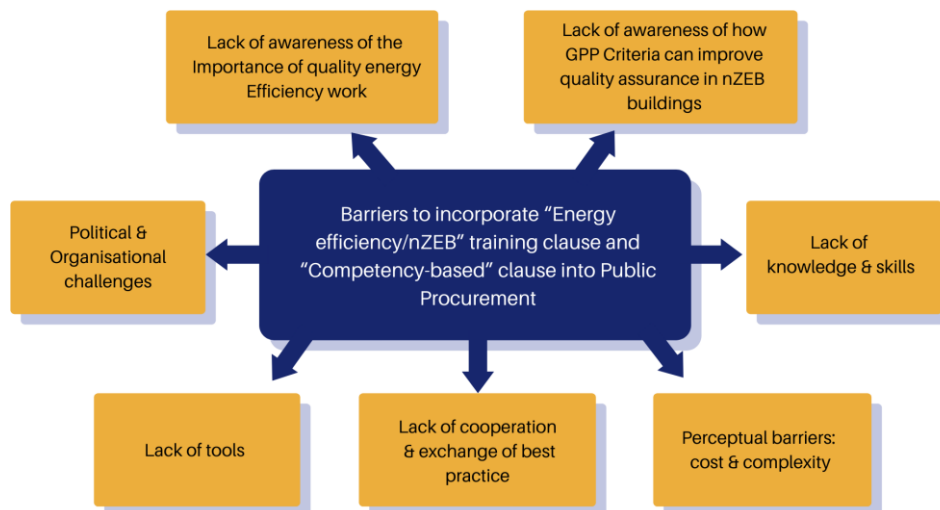 Lack of awareness of the
Importance of quality energy
Efficiency work
Lack of awareness of how
GPP Criteria can improve
quality assurance in nZEB
buildings
Political &
Organisational
challenges
Barriers to incorporate “Energy
efficiency/nZEB” training clause and
“Competency-based” clause into Public
Procurement
Lack of
knowledge & skills
Lack of tools
Lack of cooperation
& exchange of best
practice
Perceptual barriers:
cost & complexity